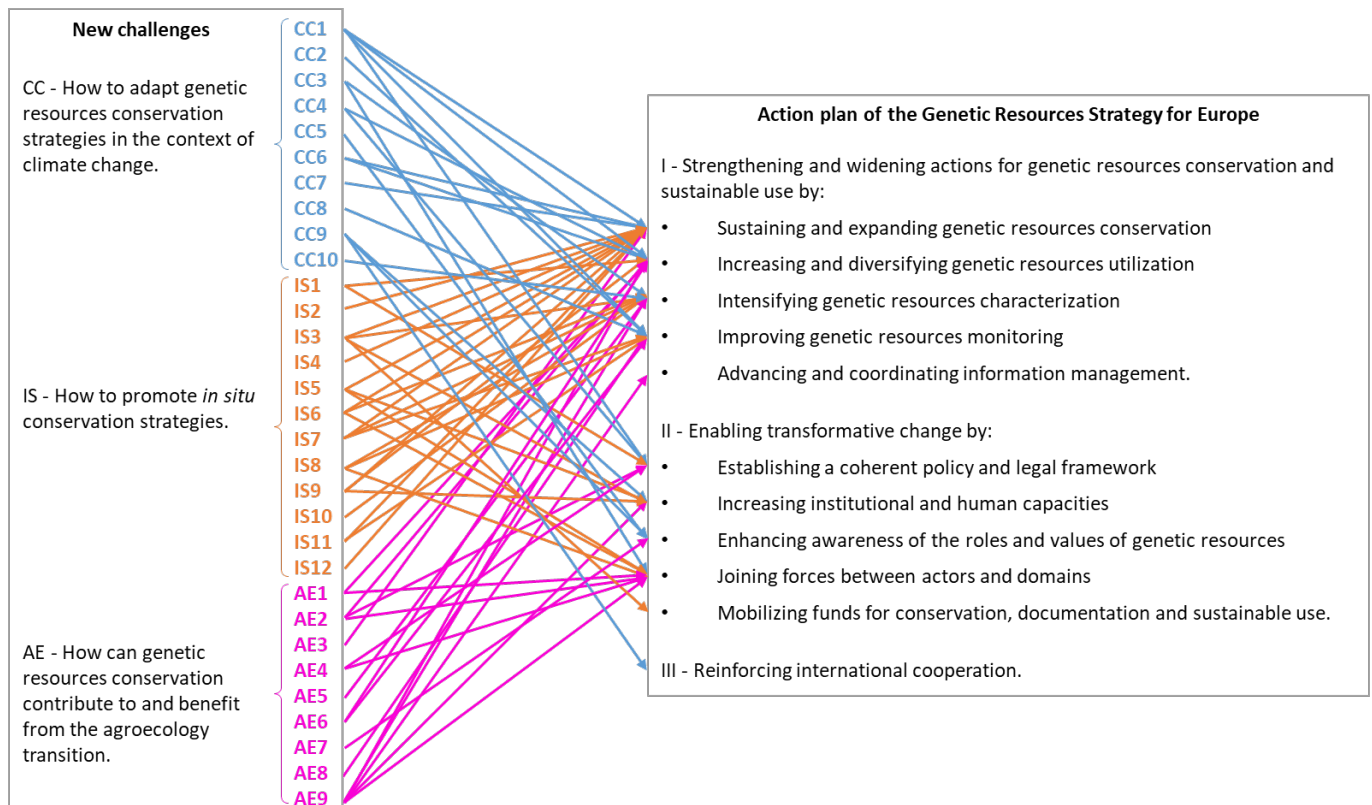 New challenges
CC - How to adapt genetic
resources conservation
strategies in the context of
climate change.
IS - How to promote in situ
conservation strategies.
AE - How can genetic
resources conservation
contribute to and benefit
from the agroecology
transition.
CC1
CC2
CC3
CC4
CC5
CC6
CC7
CC8
CC9
CC10
IS1
IS2
IS3
IS4
IS5
IS6
IS7
IS8
IS9
IS10
IS11
IS12
AE1
AE2
AE3
AE4
AE5
AE6
AE7
AE8
AE9
Action plan of the Genetic Resources Strategy for Europe
I - Strengthening and widening actions for genetic resources conservation and
sustainable use by:
• Sustaining and expanding genetic resources conservation
• Increasing and diversifying genetic resources utilization
• Intensifying genetic resources characterization
• Improving genetic resources monitoring
• Advancing and coordinating information management.
II - Enabling transformative change by:
• Establishing a coherent policy and legal framework
• Increasing institutional and human capacities
• Enhancing awareness of the roles and values of genetic resources
• Joining forces between actors and domains
• Mobilizing funds for conservation, documentation and sustainable use.
III - Reinforcing international cooperation.